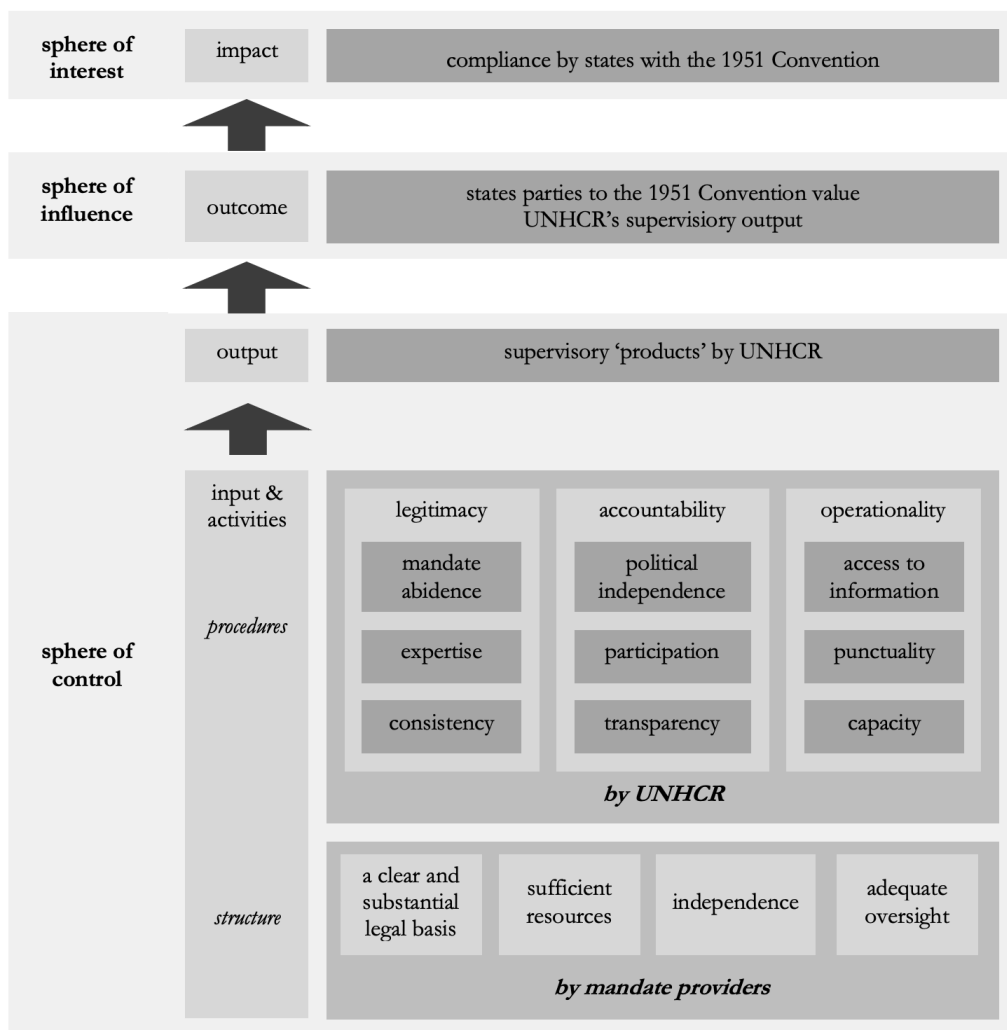 sphere of
interest
impact
compliance by states with the 1951 Convention
sphere of
influence
outcome
states parties to the 1951 Convention value
UNHCR's supervisiory output
output
supervisory 'products' by UNHCR
sphere of
control
input &
activities
procedures
legitimacy
mandate
abidence
expertise
consistency
accountability
political
independence
participation
transparency
operationality
access to
information
punctuality
capacity
by UNHCR
structure
a clear and
substantial
legal basis
sufficient
resources
independence
adequate
oversight
by mandate providers